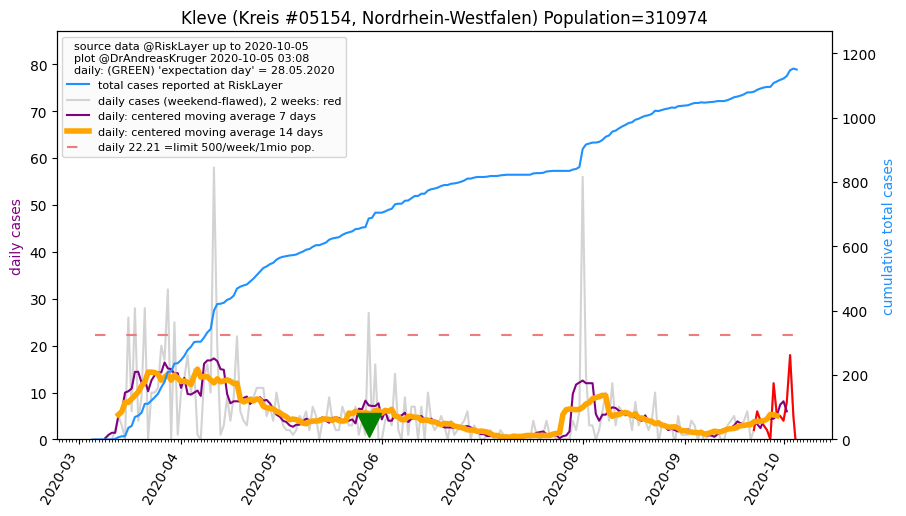 Kleve (Kreis #05154, Nordrhein-Westfalen) Population=310974
source data @RiskLayer up to 2020-10-05
plot @DrAndreasKruger 2020-10-05 03:08
daily: (GREEN) 'expectation day' = 28.05.2020
total cases reported at RiskLayer
daily cases (weekend-flawed), 2 weeks: red
daily: centered moving average 7 days
daily: centered moving average 14 days
daily 22.21 =limit 500/week/1mio pop.
daily cases
80
70
60
50
40
30
20
10
0
cumulative total cases
1200
1000
800
600
400
200
0
2020-03
2020-04
2020-05
2020-06
2020-07
2020-08
2020-09
2020-10